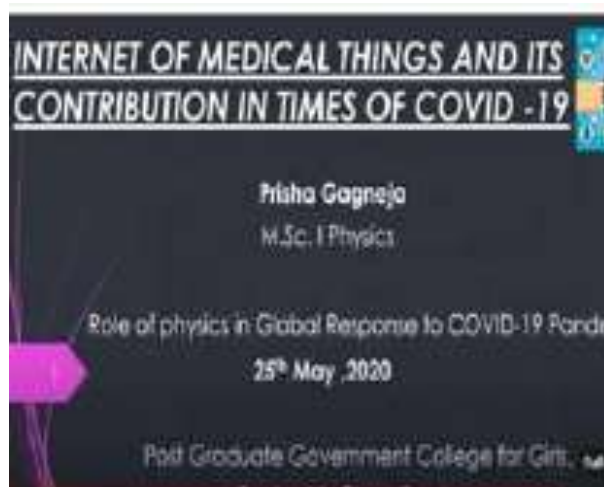 INTERNET OF MEDICAL THINGS AND ITS
CONTRIBUTION IN TIMES OF COVID -19
Prisha Gagneja
M.Sc. I Physics
Role of physics in Global Response to COVID-19 Pande
25th May ,2020
Post Graduate Government College for Girls,